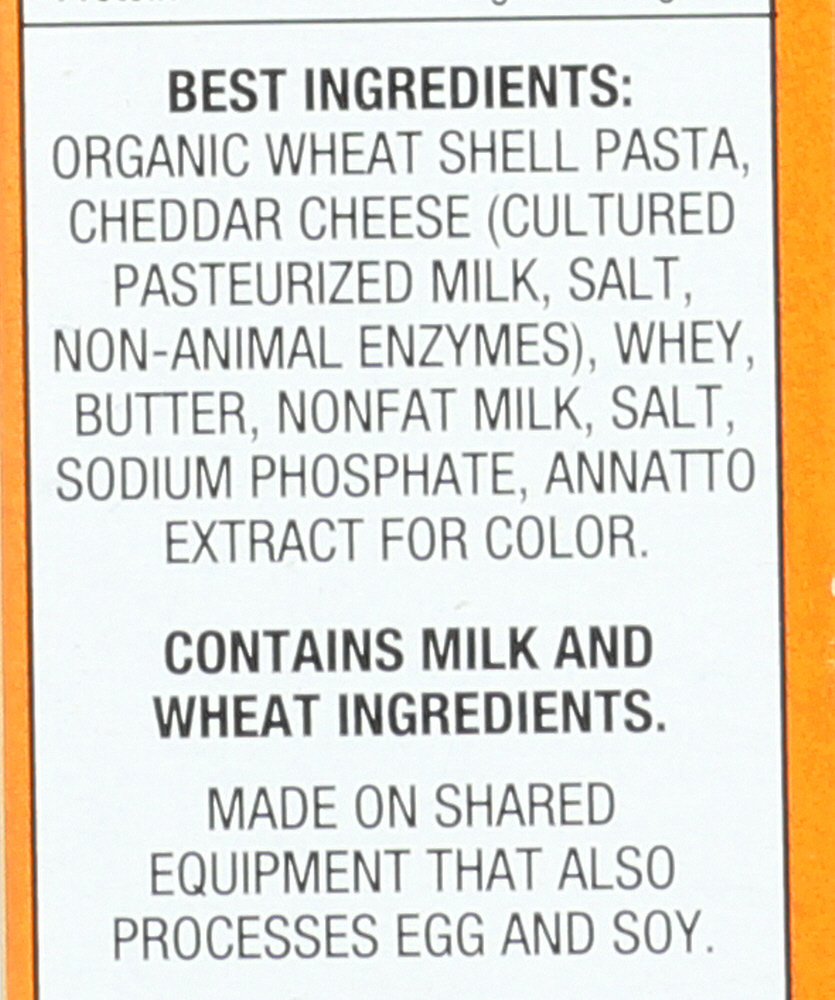 BEST INGREDIENTS:
ORGANIC WHEAT SHELL PASTA,
CHEDDAR CHEESE (CULTURED
PASTEURIZED MILK, SALT,
NON-ANIMAL ENZYMES), WHEY,
BUTTER, NONFAT MILK, SALT,
SODIUM PHOSPHATE, ANNATTO
EXTRACT FOR COLOR.
CONTAINS MILK AND
WHEAT INGREDIENTS.
MADE ON SHARED
EQUIPMENT THAT ALSO
PROCESSES EGG AND SOY.